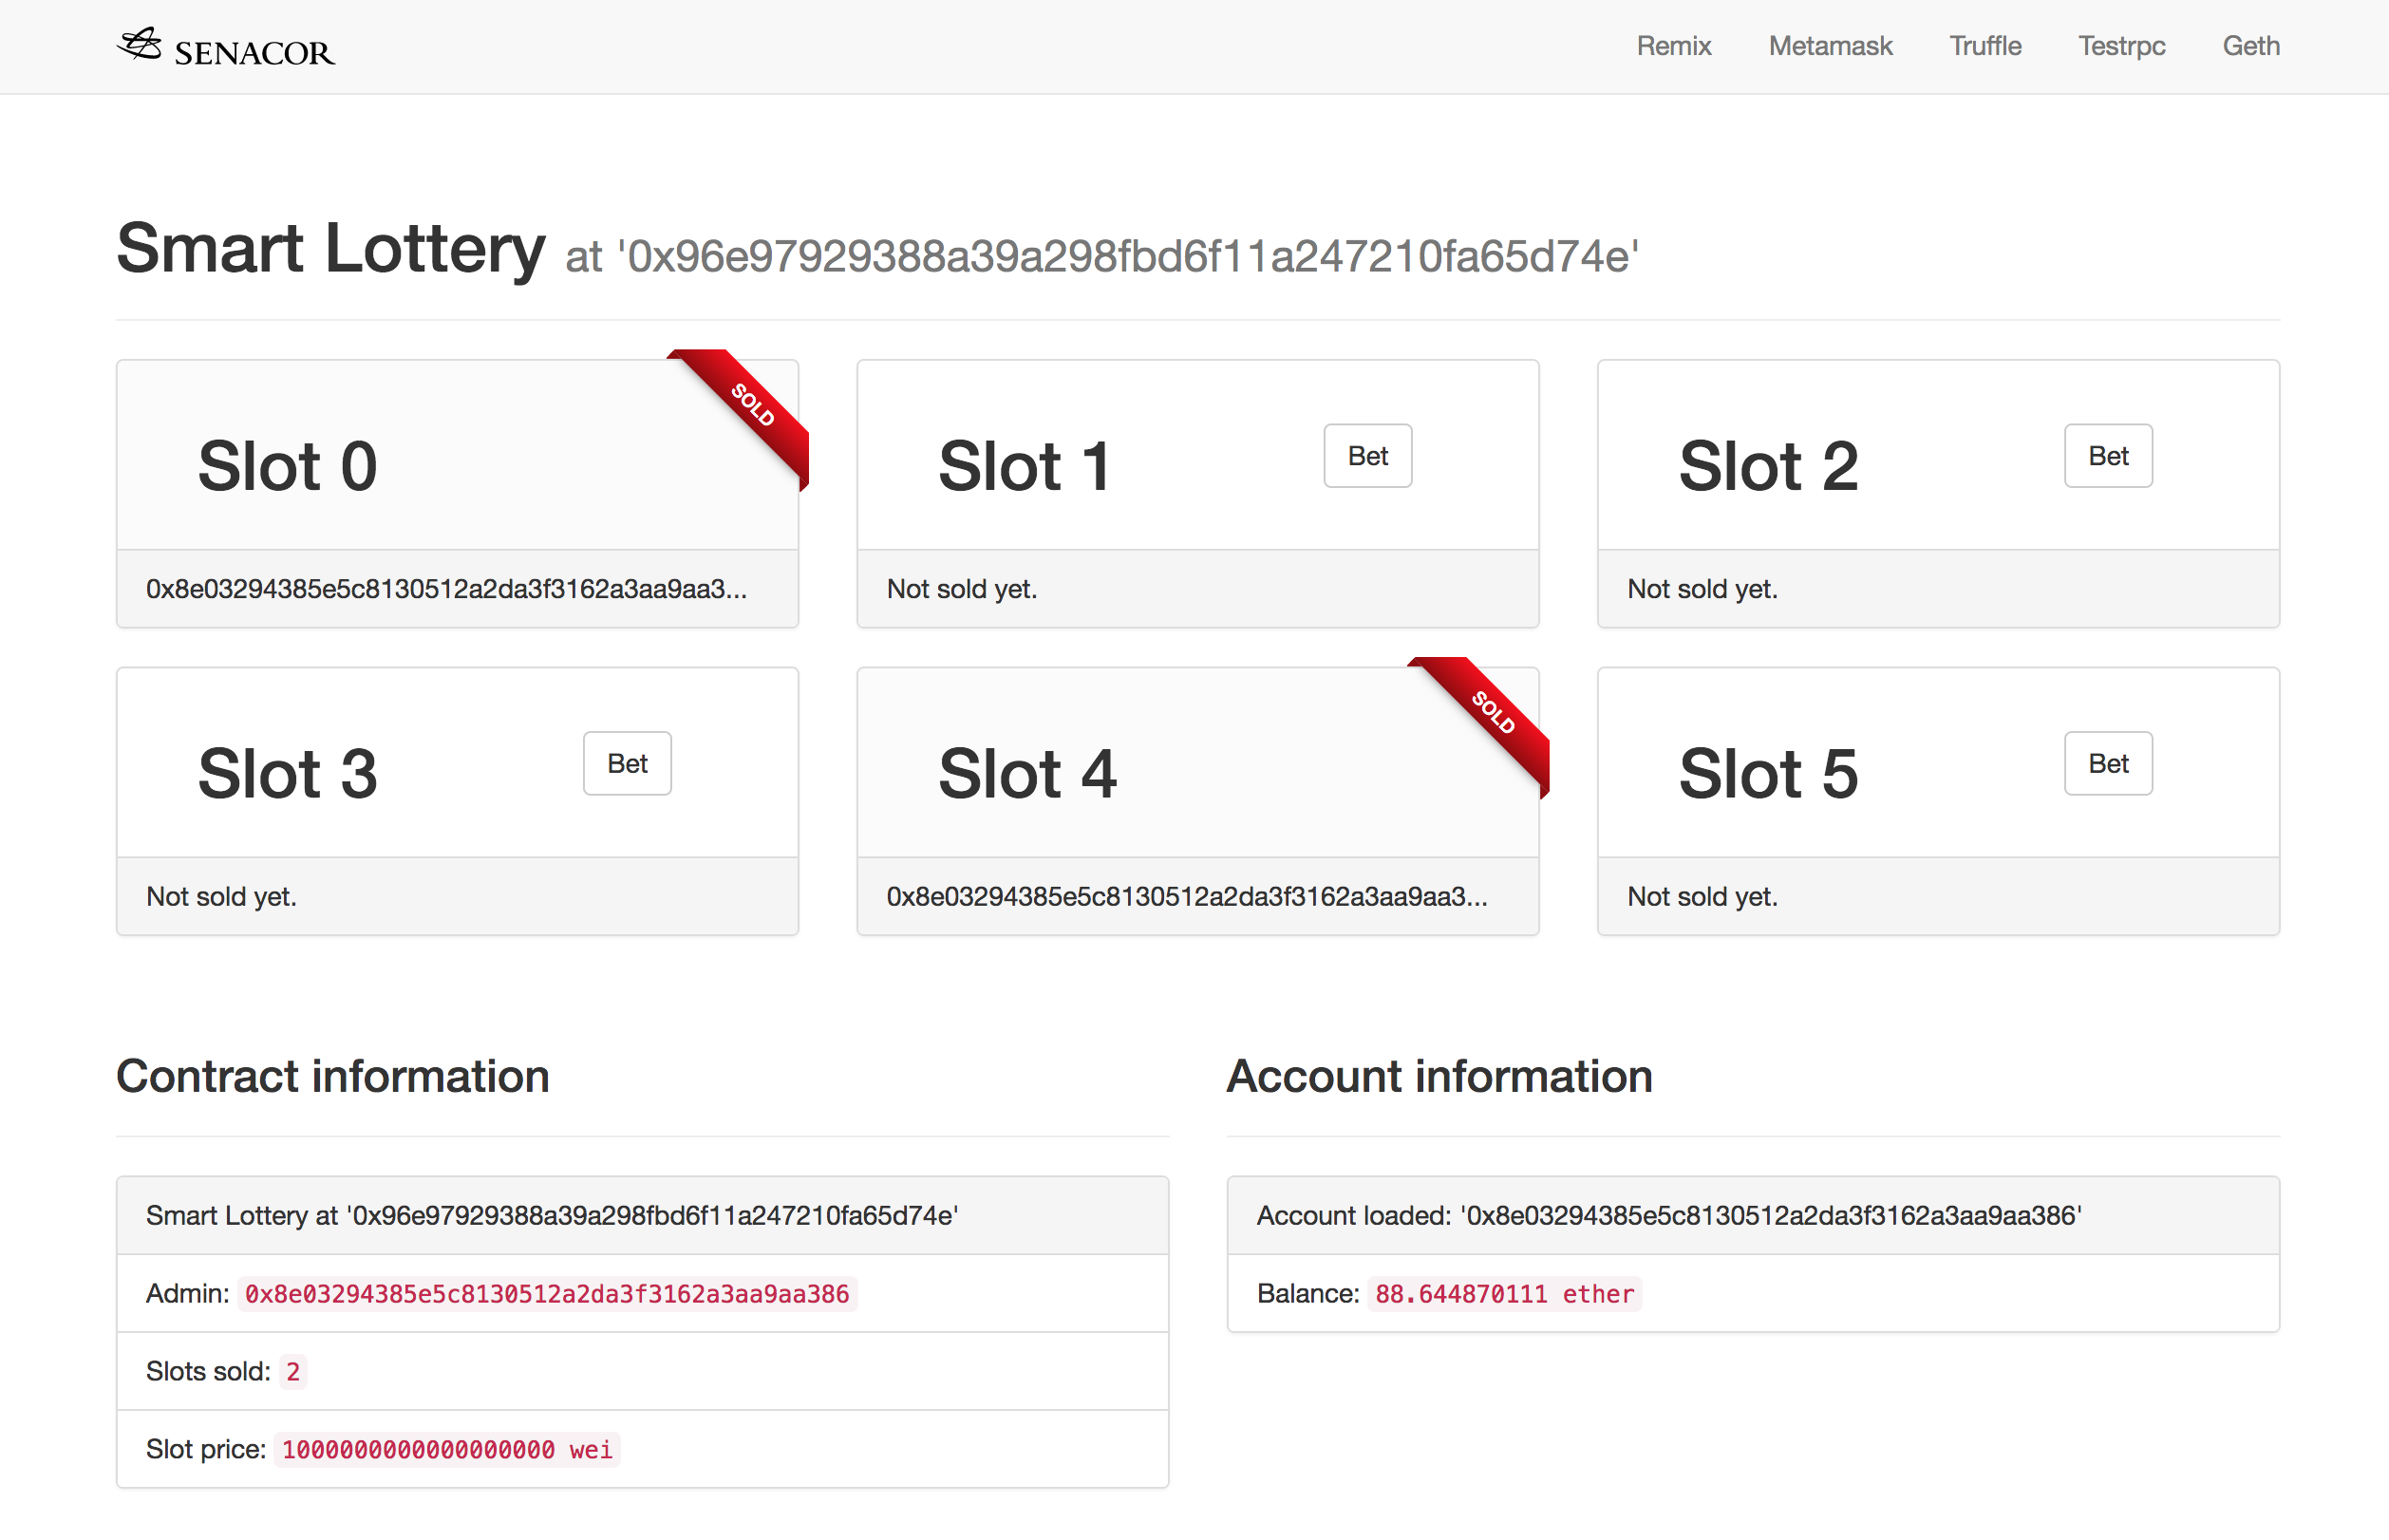 SENACOR
Remix Metamask Truffle Testrpc Geth
Smart Lottery at '0x96e97929388a39a298fbd6f11a247210fa65d74e'
SOLD
Slot 0
0x8e03294385e5c8130512a2da3f3162a3aa9aa3...
Slot 1
Bet
Not sold yet.
Slot 2
Bet
Not sold yet.
Slot 3
Bet
Not sold yet.
SOLD
Slot 4
0x8e03294385e5c8130512a2da3f3162a3aa9aa3...
Slot 5
Bet
Not sold yet.
Contract information
Smart Lottery at '0x96e97929388a39a298fbd6f11a247210fa65d74e'
Admin: 0x8e03294385e5c8130512a2da3f3162a3aa9aa386
Slots sold: 2
Slot price: 1000000000000000000 wei
Account information
Account loaded: '0x8e03294385e5c8130512a2da3f3162a3aa9aa386'
Balance: 88.644870111 ether